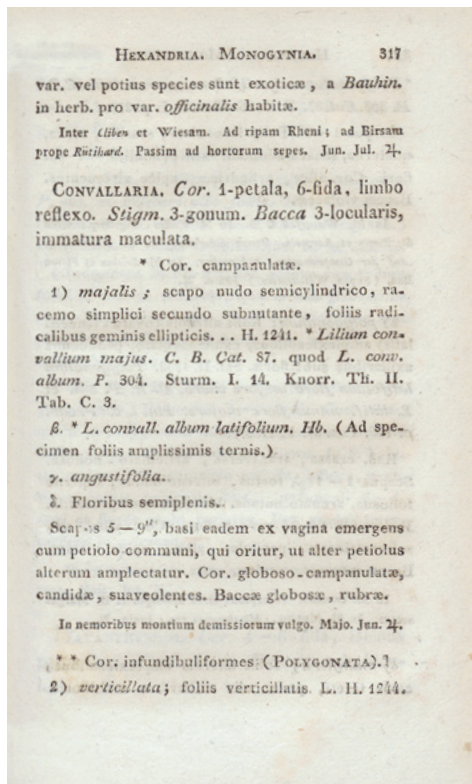 HEXANDRIA. MONOGYNIA. 317
var. vel potius species sunt exoticæ, a Bauhin.
in herb. pro var. officinalis habitæ.
Inter Cliben et Wiesam. Ad ripam Rheni; ad Birsam
prope Rütihard. Passim ad hortorum sepes. Jun. Jul. ♃.
CONVALLARIA. Cor. 1-petala, 6-fida, limbo
reflexo. Stigm. 3-gonum. Bacca 3-locularis,
immatura maculata.
* Cor. campanulatæ.
1) majalis; scapo nudo semicylindrico, ra-
cemo simplici secundo subnutante, foliis radi-
calibus geminis ellipticis... H. 1241. * Lilium con-
vallium majus. C. B. Cat. 87. quod L. conv.
album. P. 304. Sturm. I. 14. Knorr. Th. II.
Tab. C. 3.
β. * L. convall. album latifolium. Hb. (Ad spe-
cimen foliis amplissimis ternis.)
γ. angustifolia.
δ. Floribus semiplenis.
Scapus 5 — 9", basi eadem ex vagina emergens
cum petiolo communi, qui oritur, ut alter petiolus
alterum amplectatur. Cor. globoso-campanulatæ,
candidæ, suaveolentes. Baccæ globosæ, rubræ.
In nemoribus montium demissiorum vulgo. Majo. Jun. ♃.
* * Cor. infundibuliformes (POLYGONATA).
2) verticillata; foliis verticillatis L. H. 1244.